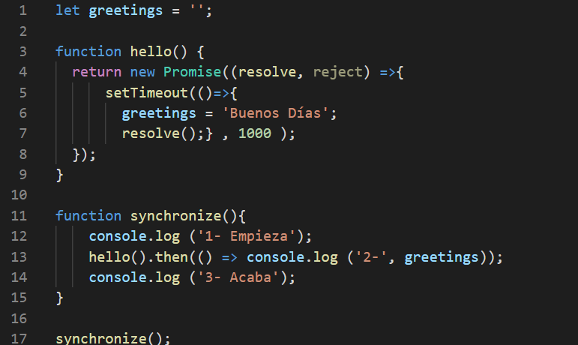 1 let greetings = '';
2
3 function hello() {
4 return new Promise((resolve, reject) =>{
5 setTimeout(()=>{
6 greetings = 'Buenos Días';
7 resolve();} , 1000 );
8 });
9 }
10
11 function synchronize(){
12 console.log ('1- Empieza');
13 hello().then(() => console.log ('2-', greetings));
14 console.log ('3- Acaba');
15 }
16
17 synchronize();